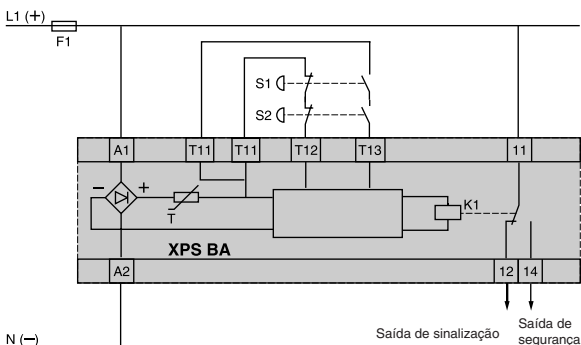 L1 (+)
F1
S1
S2
A1
T11
T11
T12
T13
11
−
+
T
K1
XPS BA
A2
12
14
N (−)
Saída de sinalização
Saída de
segurança